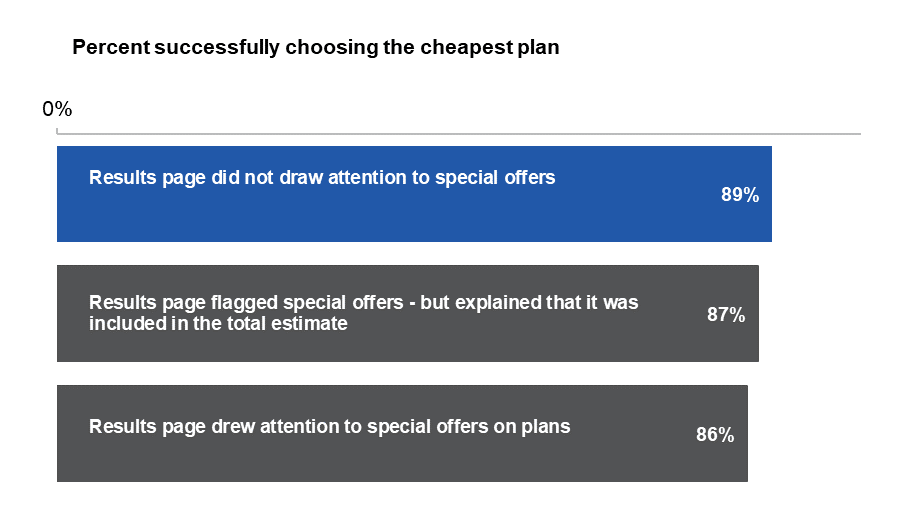 Percent successfully choosing the cheapest plan
0%
Results page did not draw attention to special offers
89%
Results page flagged special offers - but explained that it was
included in the total estimate
87%
Results page drew attention to special offers on plans
86%